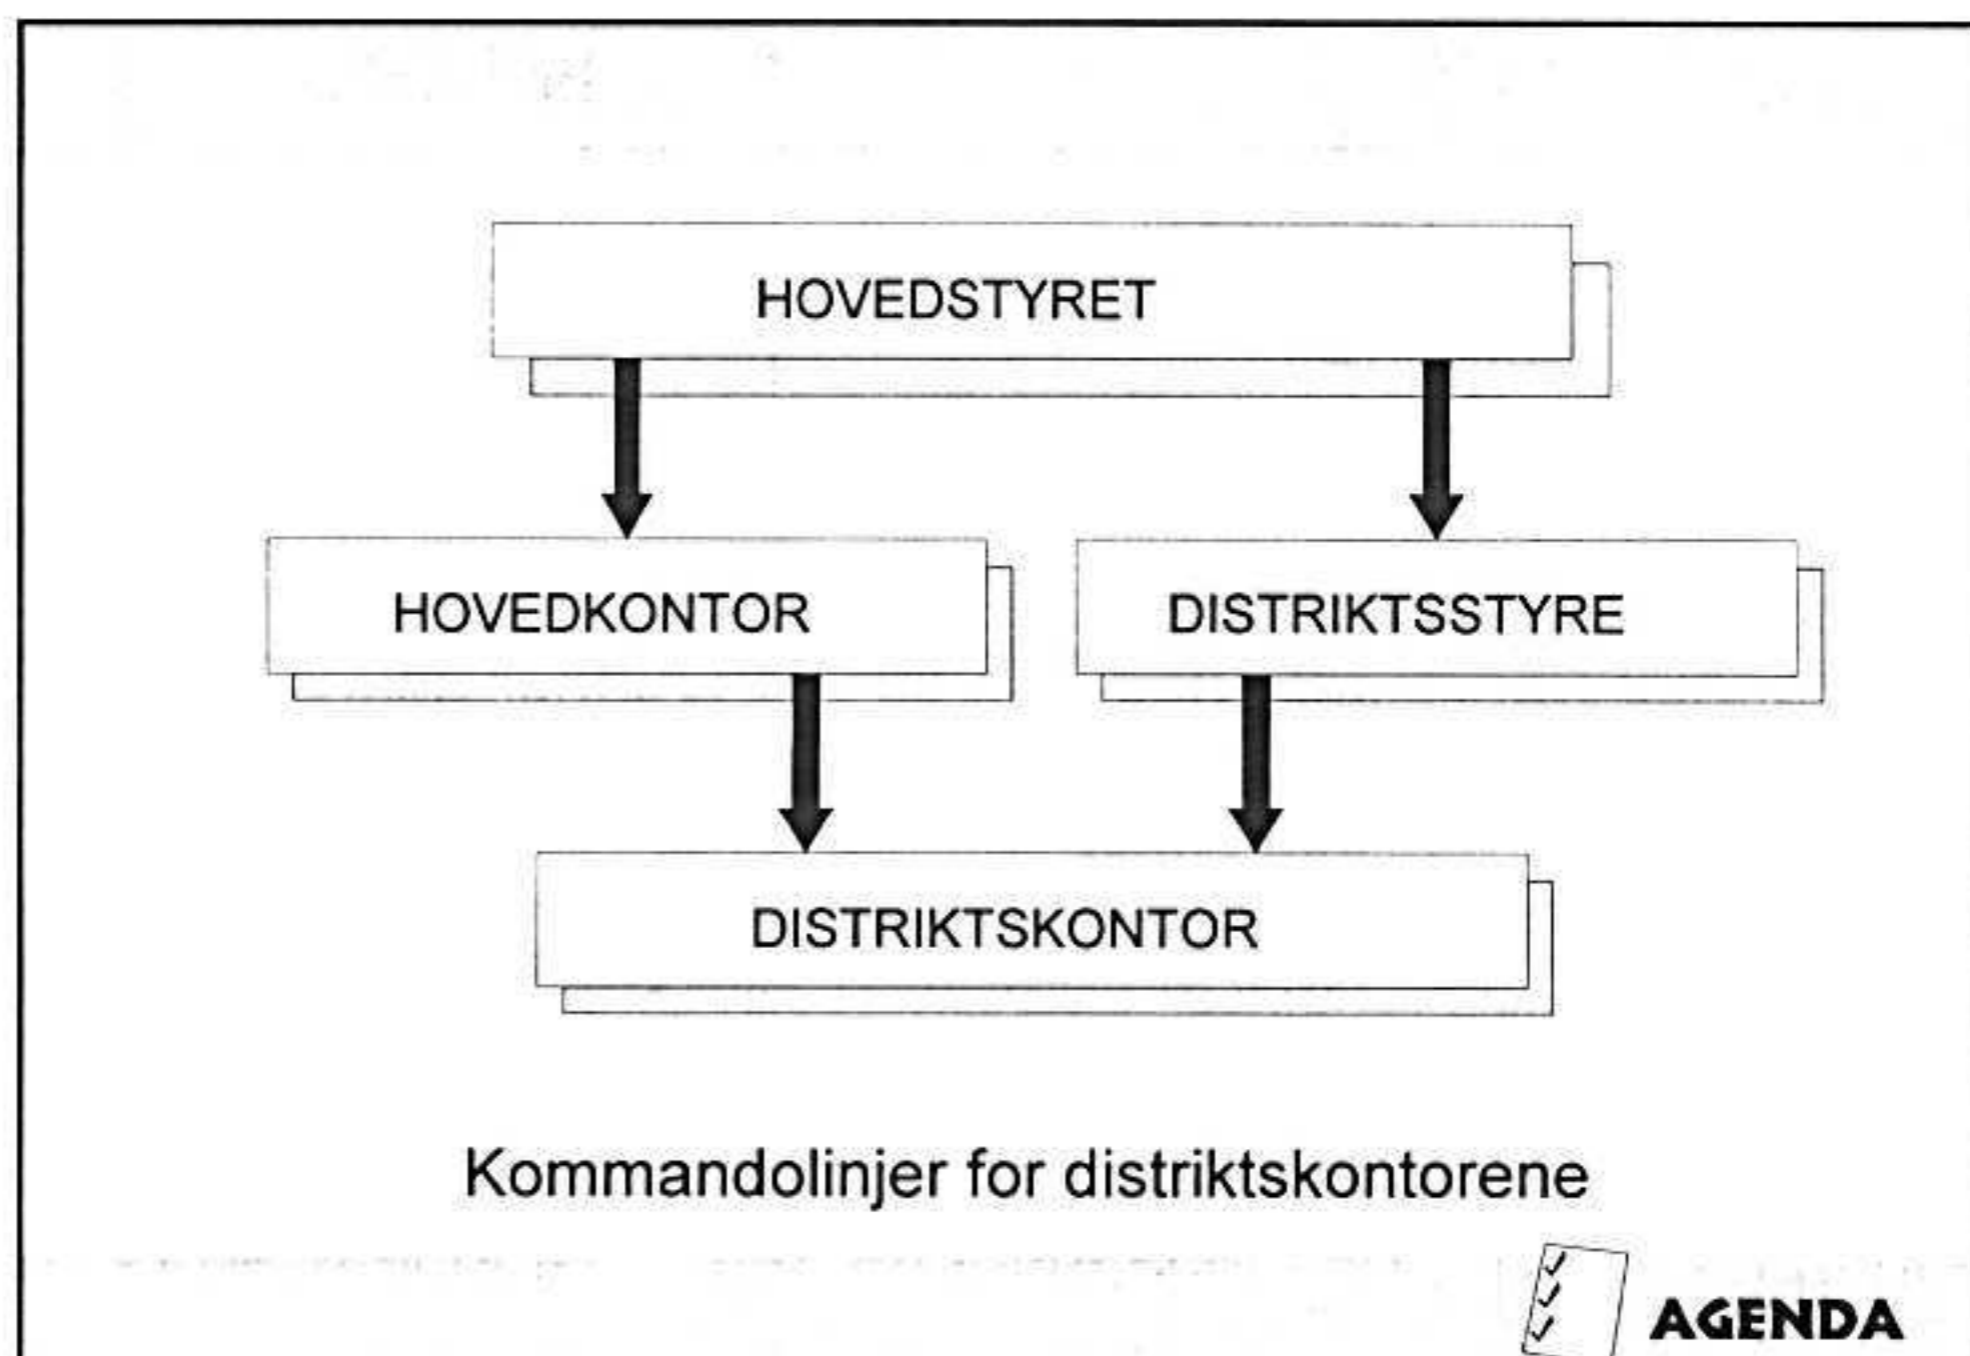 HOVEDSTYRET
HOVEDKONTOR DISTRIKTSSTYRE
DISTRIKTSKONTOR
Kommandolinjer for distriktskontorene
AGENDA